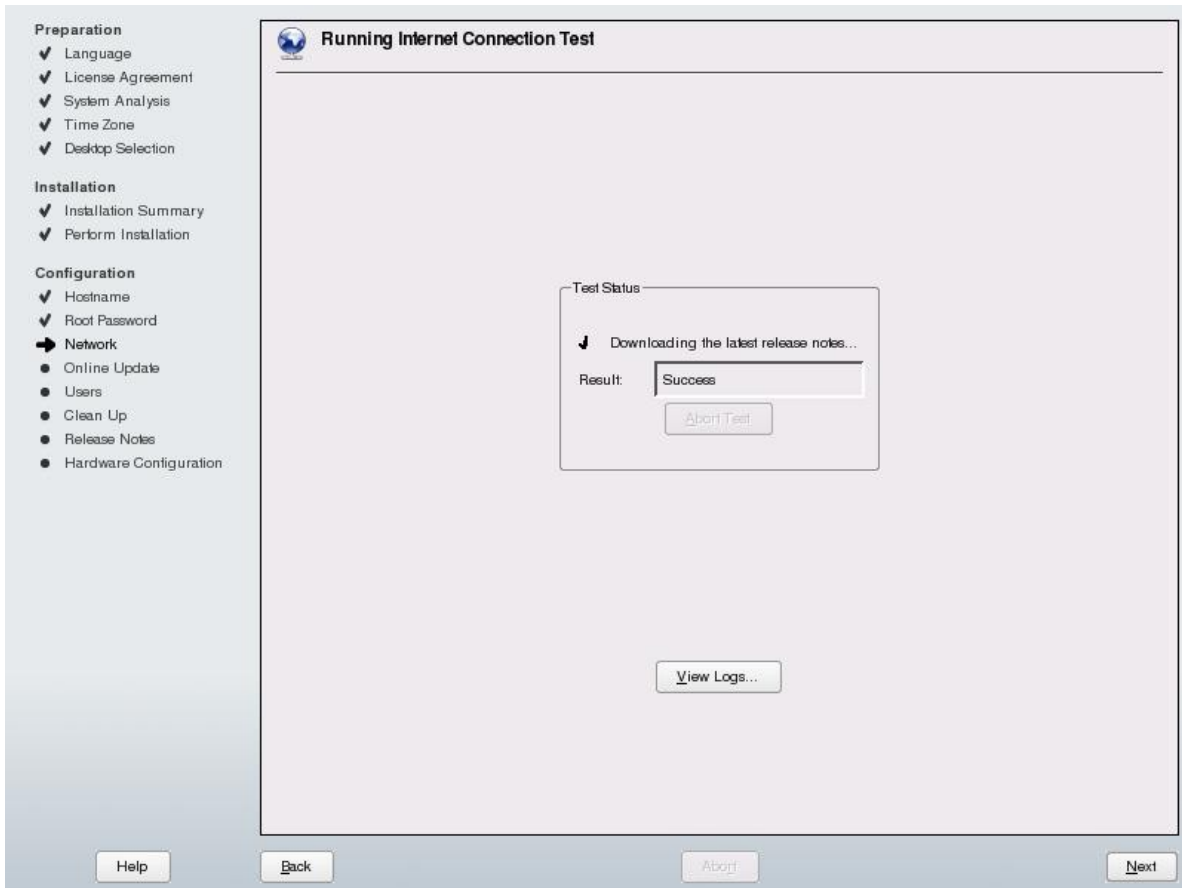 Preparation
Language
License Agreement
System Analysis
Time Zone
Desktop Selection
Installation
Installation Summary
Perform Installation
Configuration
Hostname
Root Password
Network
Online Update
Users
Clean Up
Release Notes
Hardware Configuration
Running Internet Connection Test
Test Status
Downloading the latest release notes...
Result: Success
Abort Test
View Logs...
Help Back Abort Next